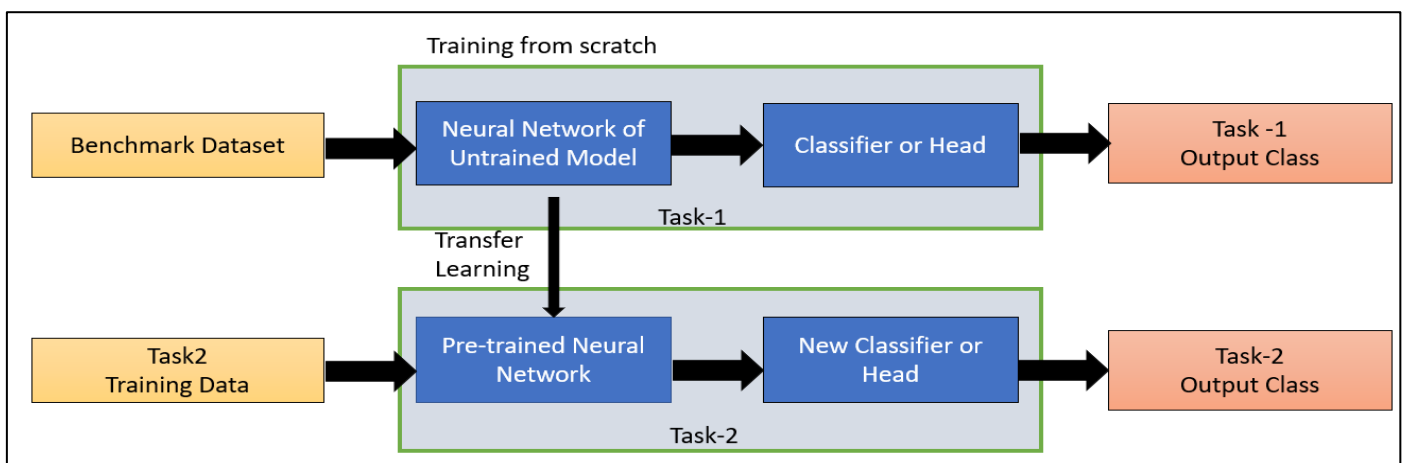 Training from scratch
Benchmark Dataset
Neural Network of
Untrained Model
Classifier or Head
Task -1
Output Class
Task-1
Transfer
Learning
Task2
Training Data
Pre-trained Neural
Network
New Classifier or
Head
Task-2
Output Class
Task-2